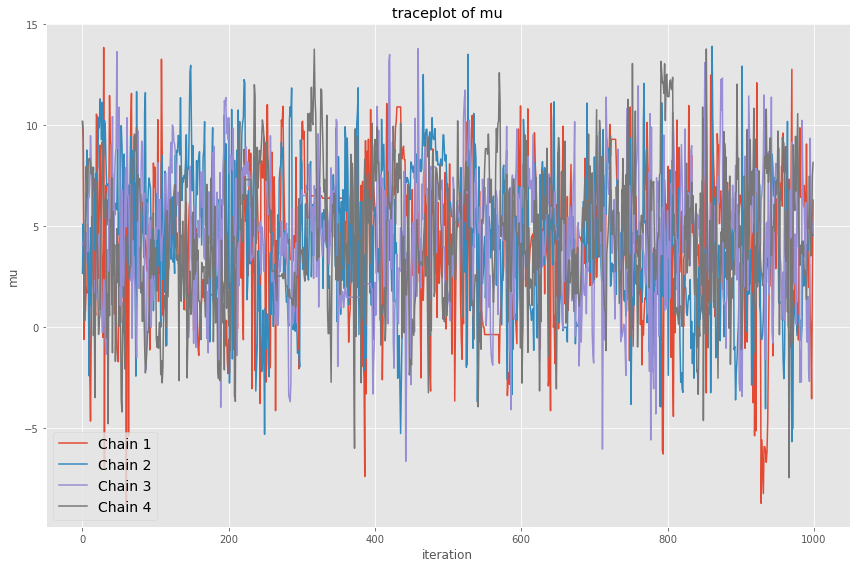 traceplot of mu
15
10
5
0
−5
mu
Chain 1
Chain 2
Chain 3
Chain 4
0 200 400 600 800 1000
iteration